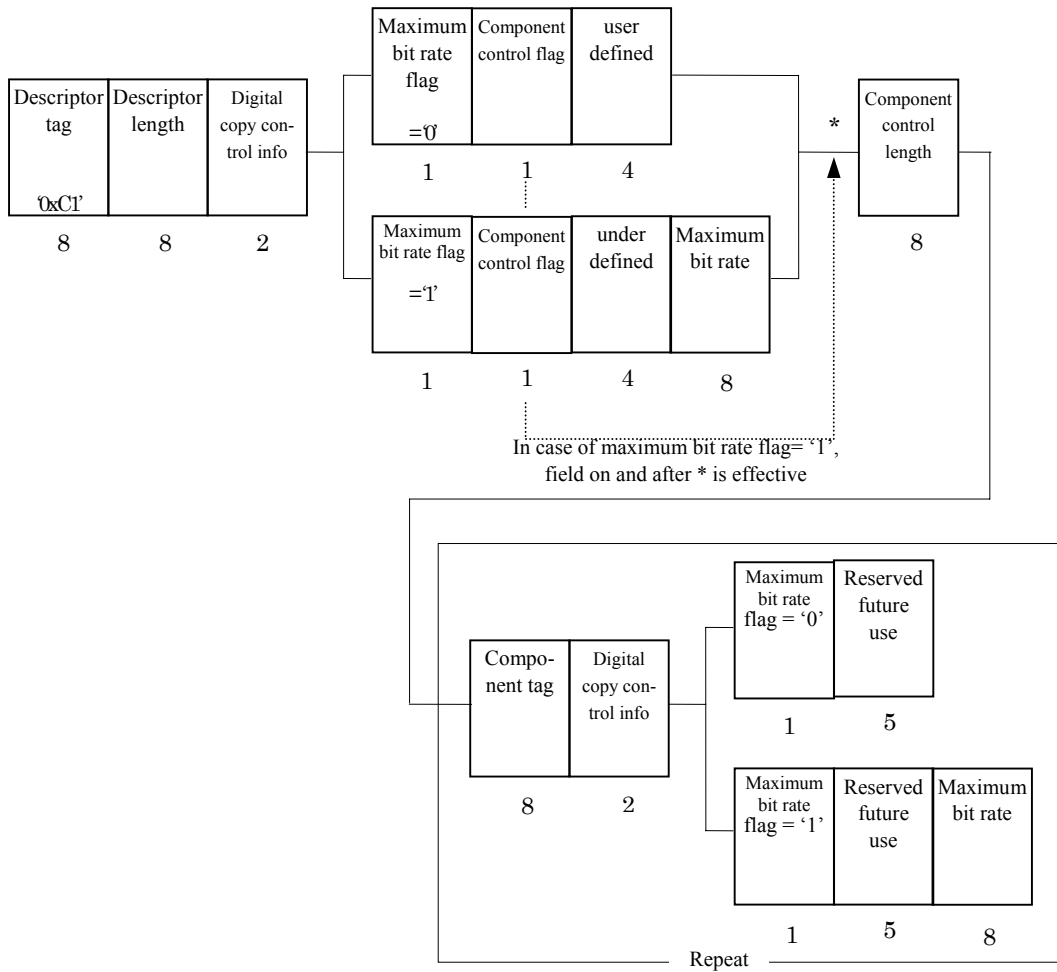 Descriptor
tag
‘0xC1’
8
Descriptor
length
8
Digital
copy con-
trol info
2
Maximum
bit rate
flag
=‘0’
1
Component
control flag
1
user
defined
4
Maximum
bit rate flag
=‘1’
1
Component
control flag
1
under
defined
4
Maximum
bit rate
8
*
Component
control
length
8
In case of maximum bit rate flag= ‘1’,
field on and after * is effective
Compo-
nent tag
8
Digital
copy con-
trol info
2
Maximum
bit rate
flag = ‘0’
1
Reserved
future
use
5
Maximum
bit rate
flag = ‘1’
1
Reserved
future
use
5
Maximum
bit rate
8
Repeat